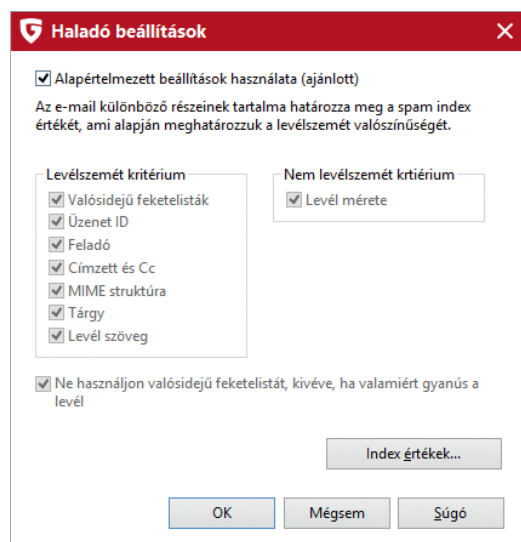 Haladó beállítások
Alapértelmezett beállítások használata (ajánlott)
Az e-mail különböző részeinek tartalma határozza meg a spam index
értékét, ami alapján meghatározzuk a levélszemét valószínűségét.
Levélszemét kritérium
Valósidejű feketelisták
Üzenet ID
Feladó
Címzett és Cc
MIME struktúra
Tárgy
Levél szöveg
Nem levélszemét krtiérium
Levél mérete
Ne használjon valósidejű feketelistát, kivéve, ha valamiért gyanús a
levél
Index értékek...
OK
Mégsem
Súgó